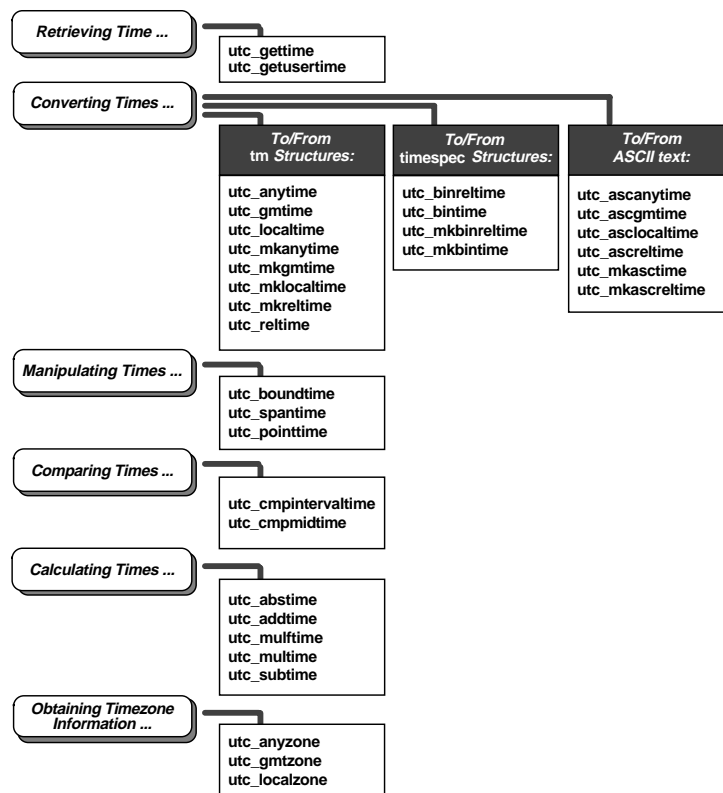 Retrieving Time ...
utc_gettime
utc_getusertime
Converting Times ...
To/From
tm Structures:
utc_anytime
utc_gmtime
utc_localtime
utc_mkanytime
utc_mkgmtime
utc_mklocaltime
utc_mkreltime
utc_reltime
To/From
timespec Structures:
utc_binreltime
utc_bintime
utc_mkbinreltime
utc_mkbintime
To/From
ASCII text:
utc_ascanytime
utc_ascgmtime
utc_asclocaltime
utc_ascreltime
utc_mkasctime
utc_mkascreltime
Manipulating Times ...
utc_boundtime
utc_spantime
utc_pointtime
Comparing Times ...
utc_cmpintervaltime
utc_cmpmidtime
Calculating Times ...
utc_abstime
utc_addtime
utc_mulftime
utc_multime
utc_subtime
Obtaining Timezone
Information ...
utc_anyzone
utc_gmtzone
utc_localzone